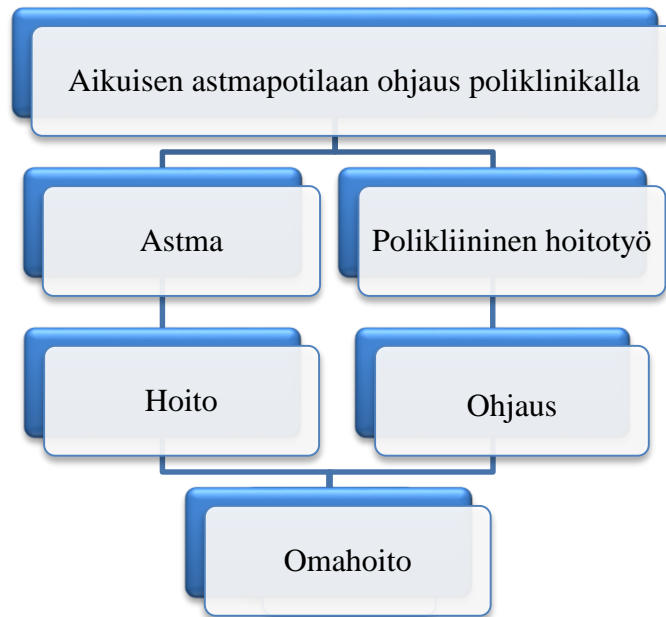 Aikuisen astmapotilaan ohjaus poliklinikalla
Astma
Polikliininen hoitotyö
Hoito
Ohjaus
Omahoito